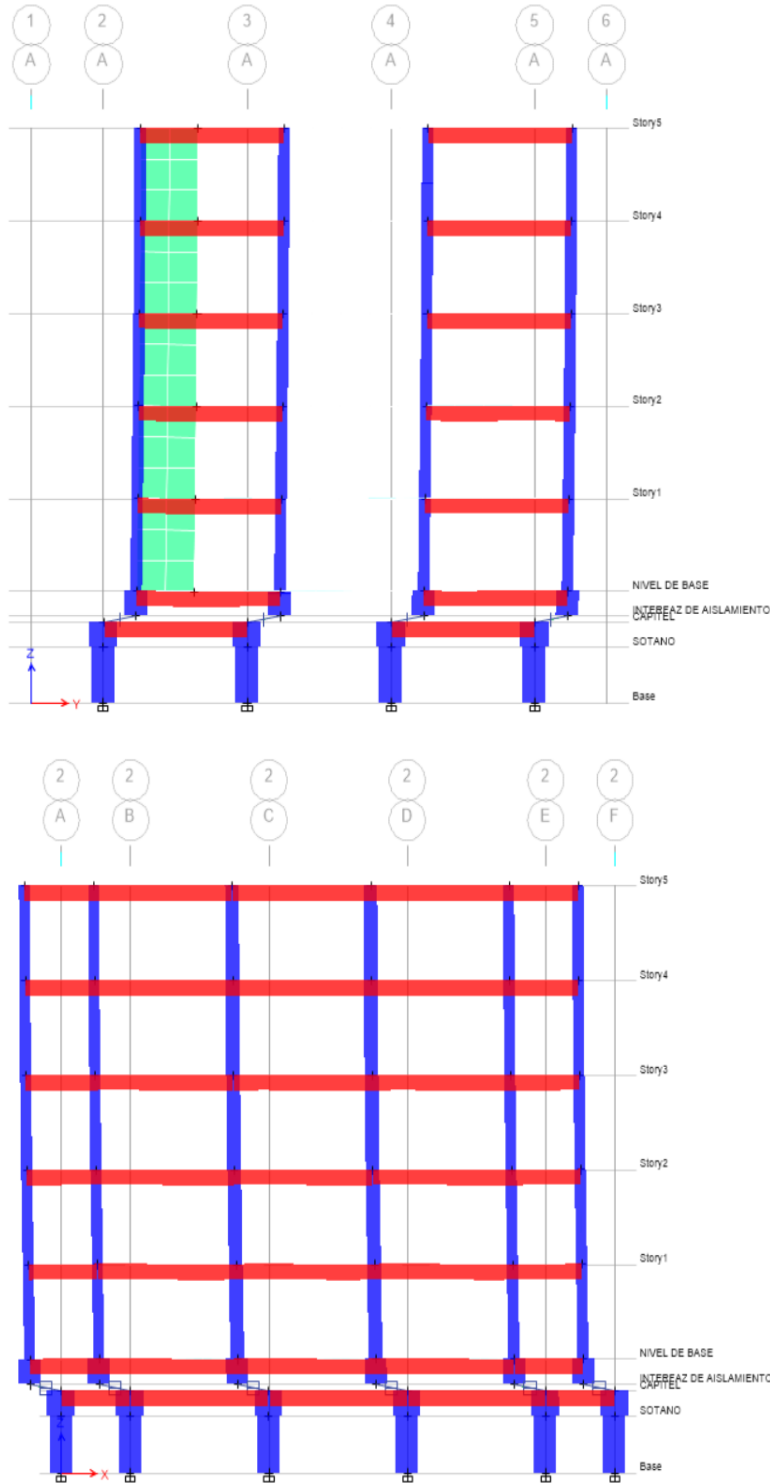 1 2 3 4 5 6
A A A A A A
Story5
Story4
Story3
Story2
Story1
NIVEL DE BASE
INTERFAZ DE AISLAMIENTO
CAPITEL
SOTANO
Z
Y
Base
2 2 2 2 2 2
A B C D E F
Story5
Story4
Story3
Story2
Story1
NIVEL DE BASE
INTERFAZ DE AISLAMIENTO
CAPITEL
SOTANO
Z
X
Base